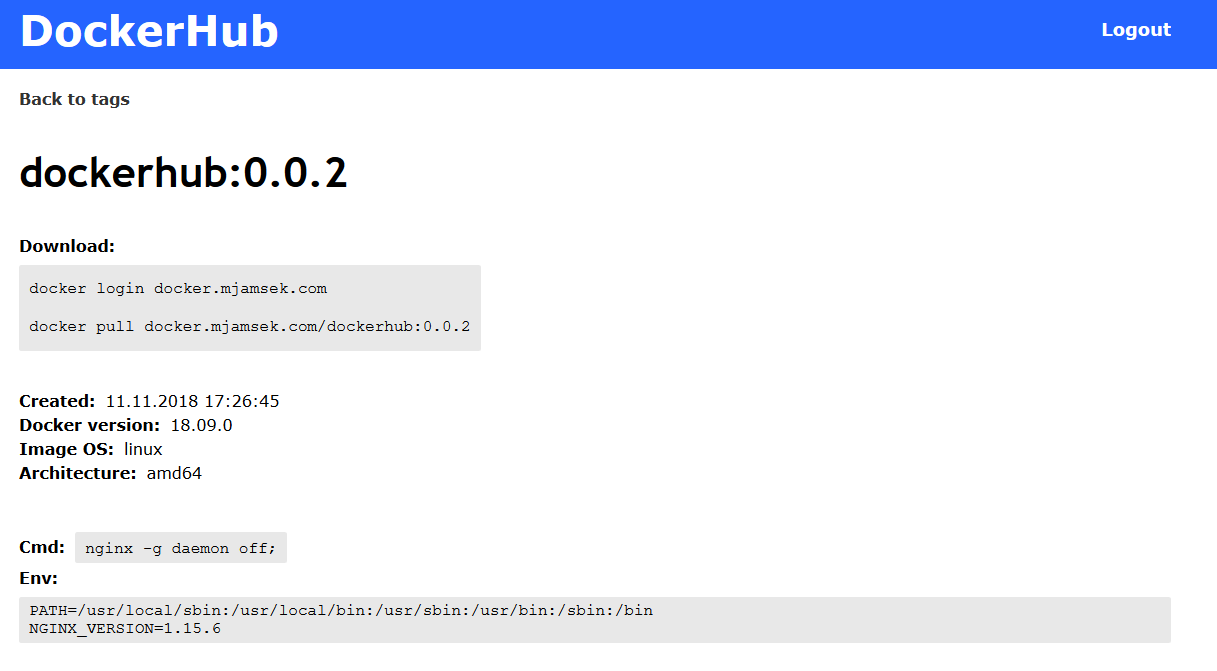 DockerHub
Logout
Back to tags
dockerhub:0.0.2
Download:
docker login docker.mjamsek.com
docker pull docker.mjamsek.com/dockerhub:0.0.2
Created: 11.11.2018 17:26:45
Docker version: 18.09.0
Image OS: linux
Architecture: amd64
Cmd: nginx -g daemon off;
Env:
PATH=/usr/local/sbin:/usr/local/bin:/usr/sbin:/usr/bin:/sbin:/bin
NGINX_VERSION=1.15.6